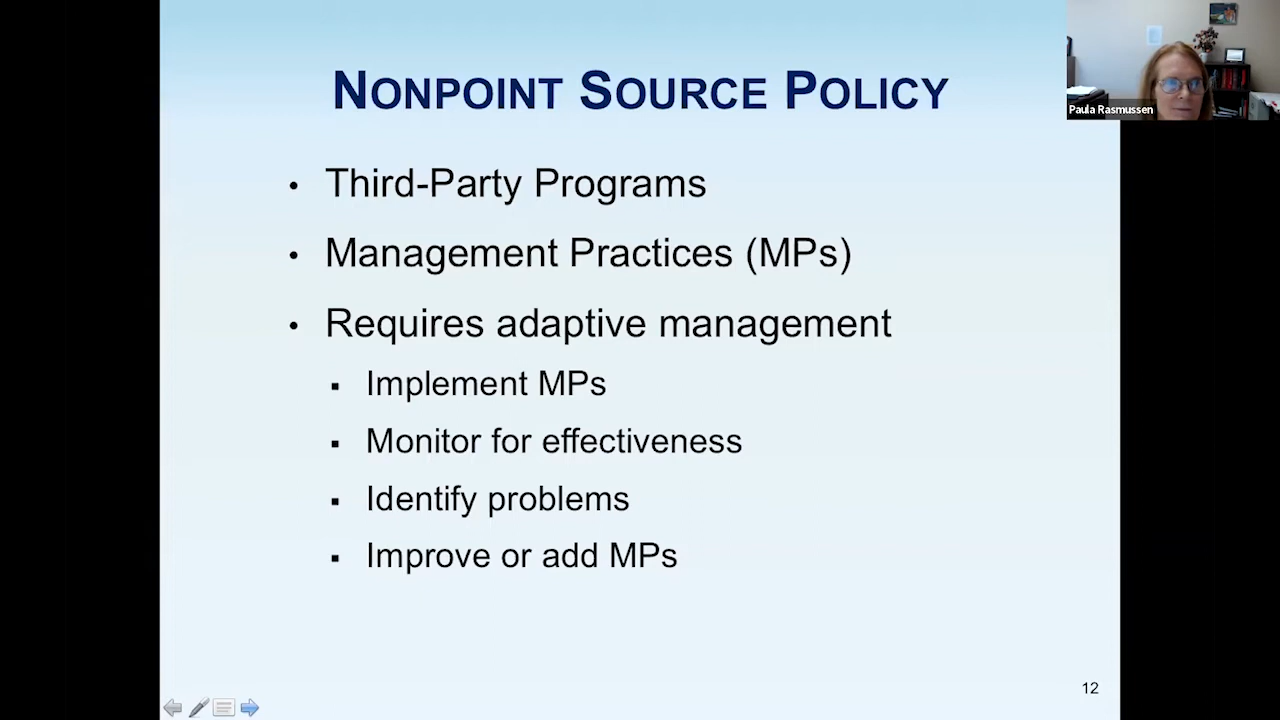 NONPOINT SOURCE POLICY
Paula Rasmussen
• Third-Party Programs
• Management Practices (MPs)
• Requires adaptive management
▪ Implement MPs
▪ Monitor for effectiveness
▪ Identify problems
▪ Improve or add MPs
12